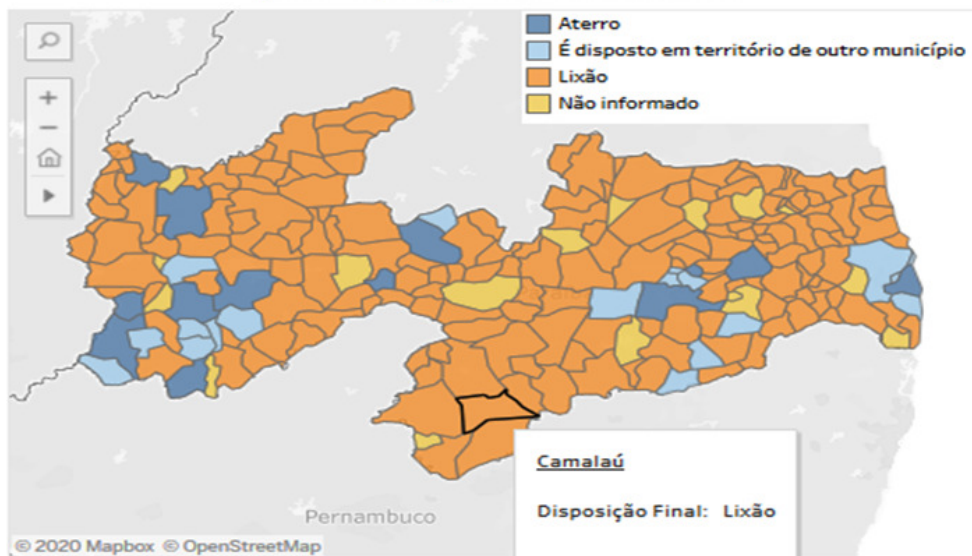 Aterro
É disposto em território de outro município
Lixão
Não informado
Camalaú
Disposição Final: Lixão
Pernambuco
© 2020 Mapbox © OpenStreetMap